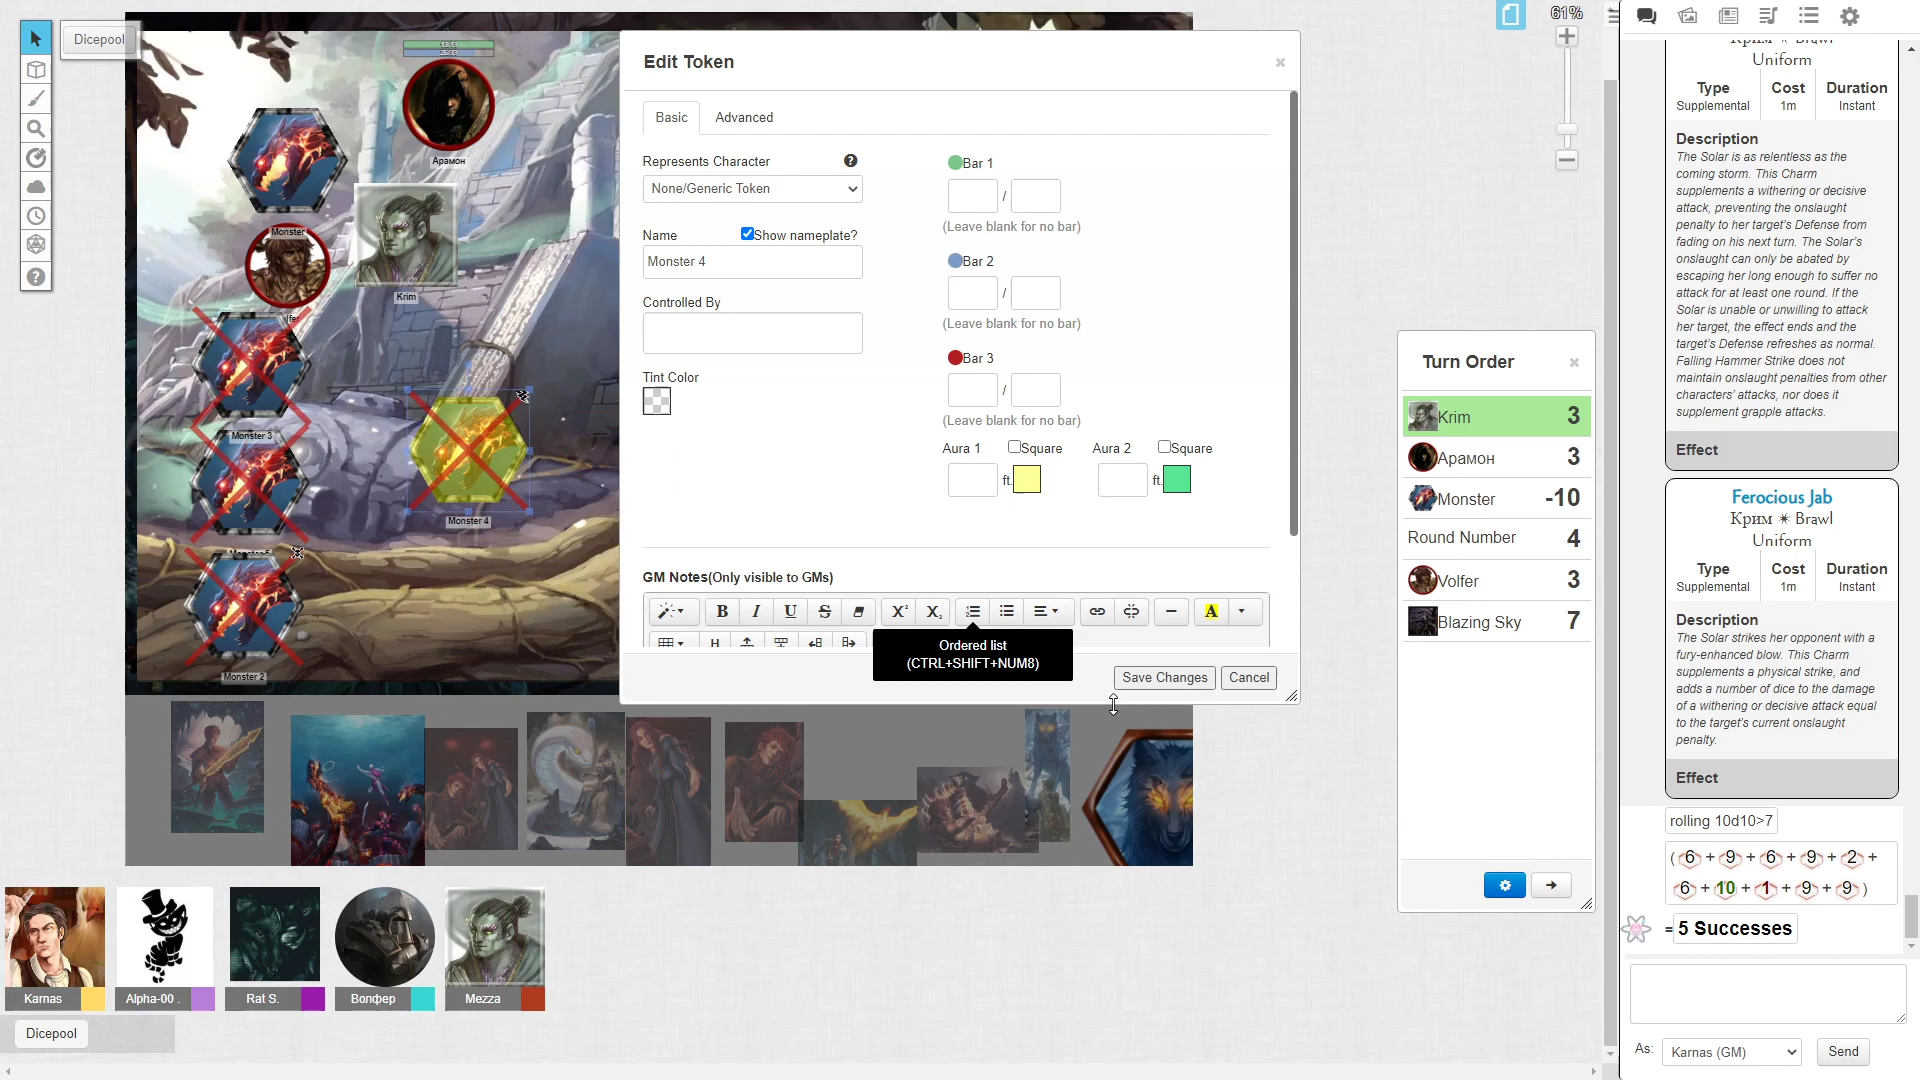 Dicepool
13/13
Арамон
Monster
Krim
Monster 3
Monster 4
Monster 2
Edit Token
Basic
Advanced
Represents Character
None/Generic Token
Name
Show nameplate?
Monster 4
Controlled By
Tint Color
Bar 1
/
(Leave blank for no bar)
Bar 2
/
(Leave blank for no bar)
Bar 3
/
(Leave blank for no bar)
Aura 1
Square
Aura 2
Square
ft.
ft.
GM Notes(Only visible to GMs)
Ordered list
(CTRL+SHIFT+NUM8)
Save Changes
Cancel
61%
Turn Order
Krim 3
Арамон 3
Monster -10
Round Number 4
Volfer 3
Blazing Sky 7
Крим ✴ Brawl
Uniform
Type Cost Duration
Supplemental 1m Instant
Description
The Solar is as relentless as the
coming storm. This Charm
supplements a withering or decisive
attack, preventing the onslaught
penalty to her target's Defense from
fading on his next turn. The Solar's
onslaught can only be abated by
escaping her long enough to suffer no
attack for at least one round. If the
Solar is unable or unwilling to attack
her target, the effect ends and the
target's Defense refreshes as normal.
Falling Hammer Strike does not
maintain onslaught penalties from other
characters' attacks, nor does it
supplement grapple attacks.
Effect
Ferocious Jab
Крим ✴ Brawl
Uniform
Type Cost Duration
Supplemental 1m Instant
Description
The Solar strikes her opponent with a
fury-enhanced blow. This Charm
supplements a physical strike, and
adds a number of dice to the damage
of a withering or decisive attack equal
to the target's current onslaught
penalty.
Effect
rolling 10d10>7
( 6 + 9 + 6 + 9 + 2 +
6 + 10 + 1 + 9 + 9 )
= 5 Successes
As: Karnas (GM) Send
Karnas
Alpha-00 .
Rat S.
Вонфер
Mezza
Dicepool